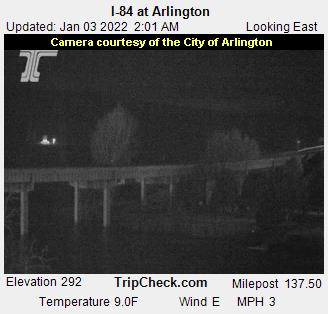 I-84 at Arlington
Updated: Jan 03 2022 2:01 AM Looking East
Camera courtesy of the City of Arlington
Elevation 292 TripCheck.com Milepost 137.50
Temperature 9.0F Wind E MPH 3